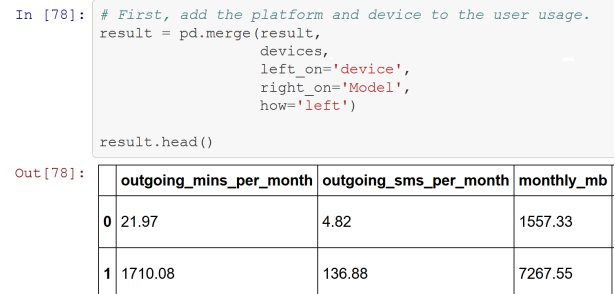 In [78]: # First, add the platform and device to the user usage.
result = pd.merge(result,
devices,
left_on='device',
right_on='Model',
how='left')
result.head()
Out[78]:
outgoing_mins_per_month outgoing_sms_per_month monthly_mb
0 21.97 4.82 1557.33
1 1710.08 136.88 7267.55